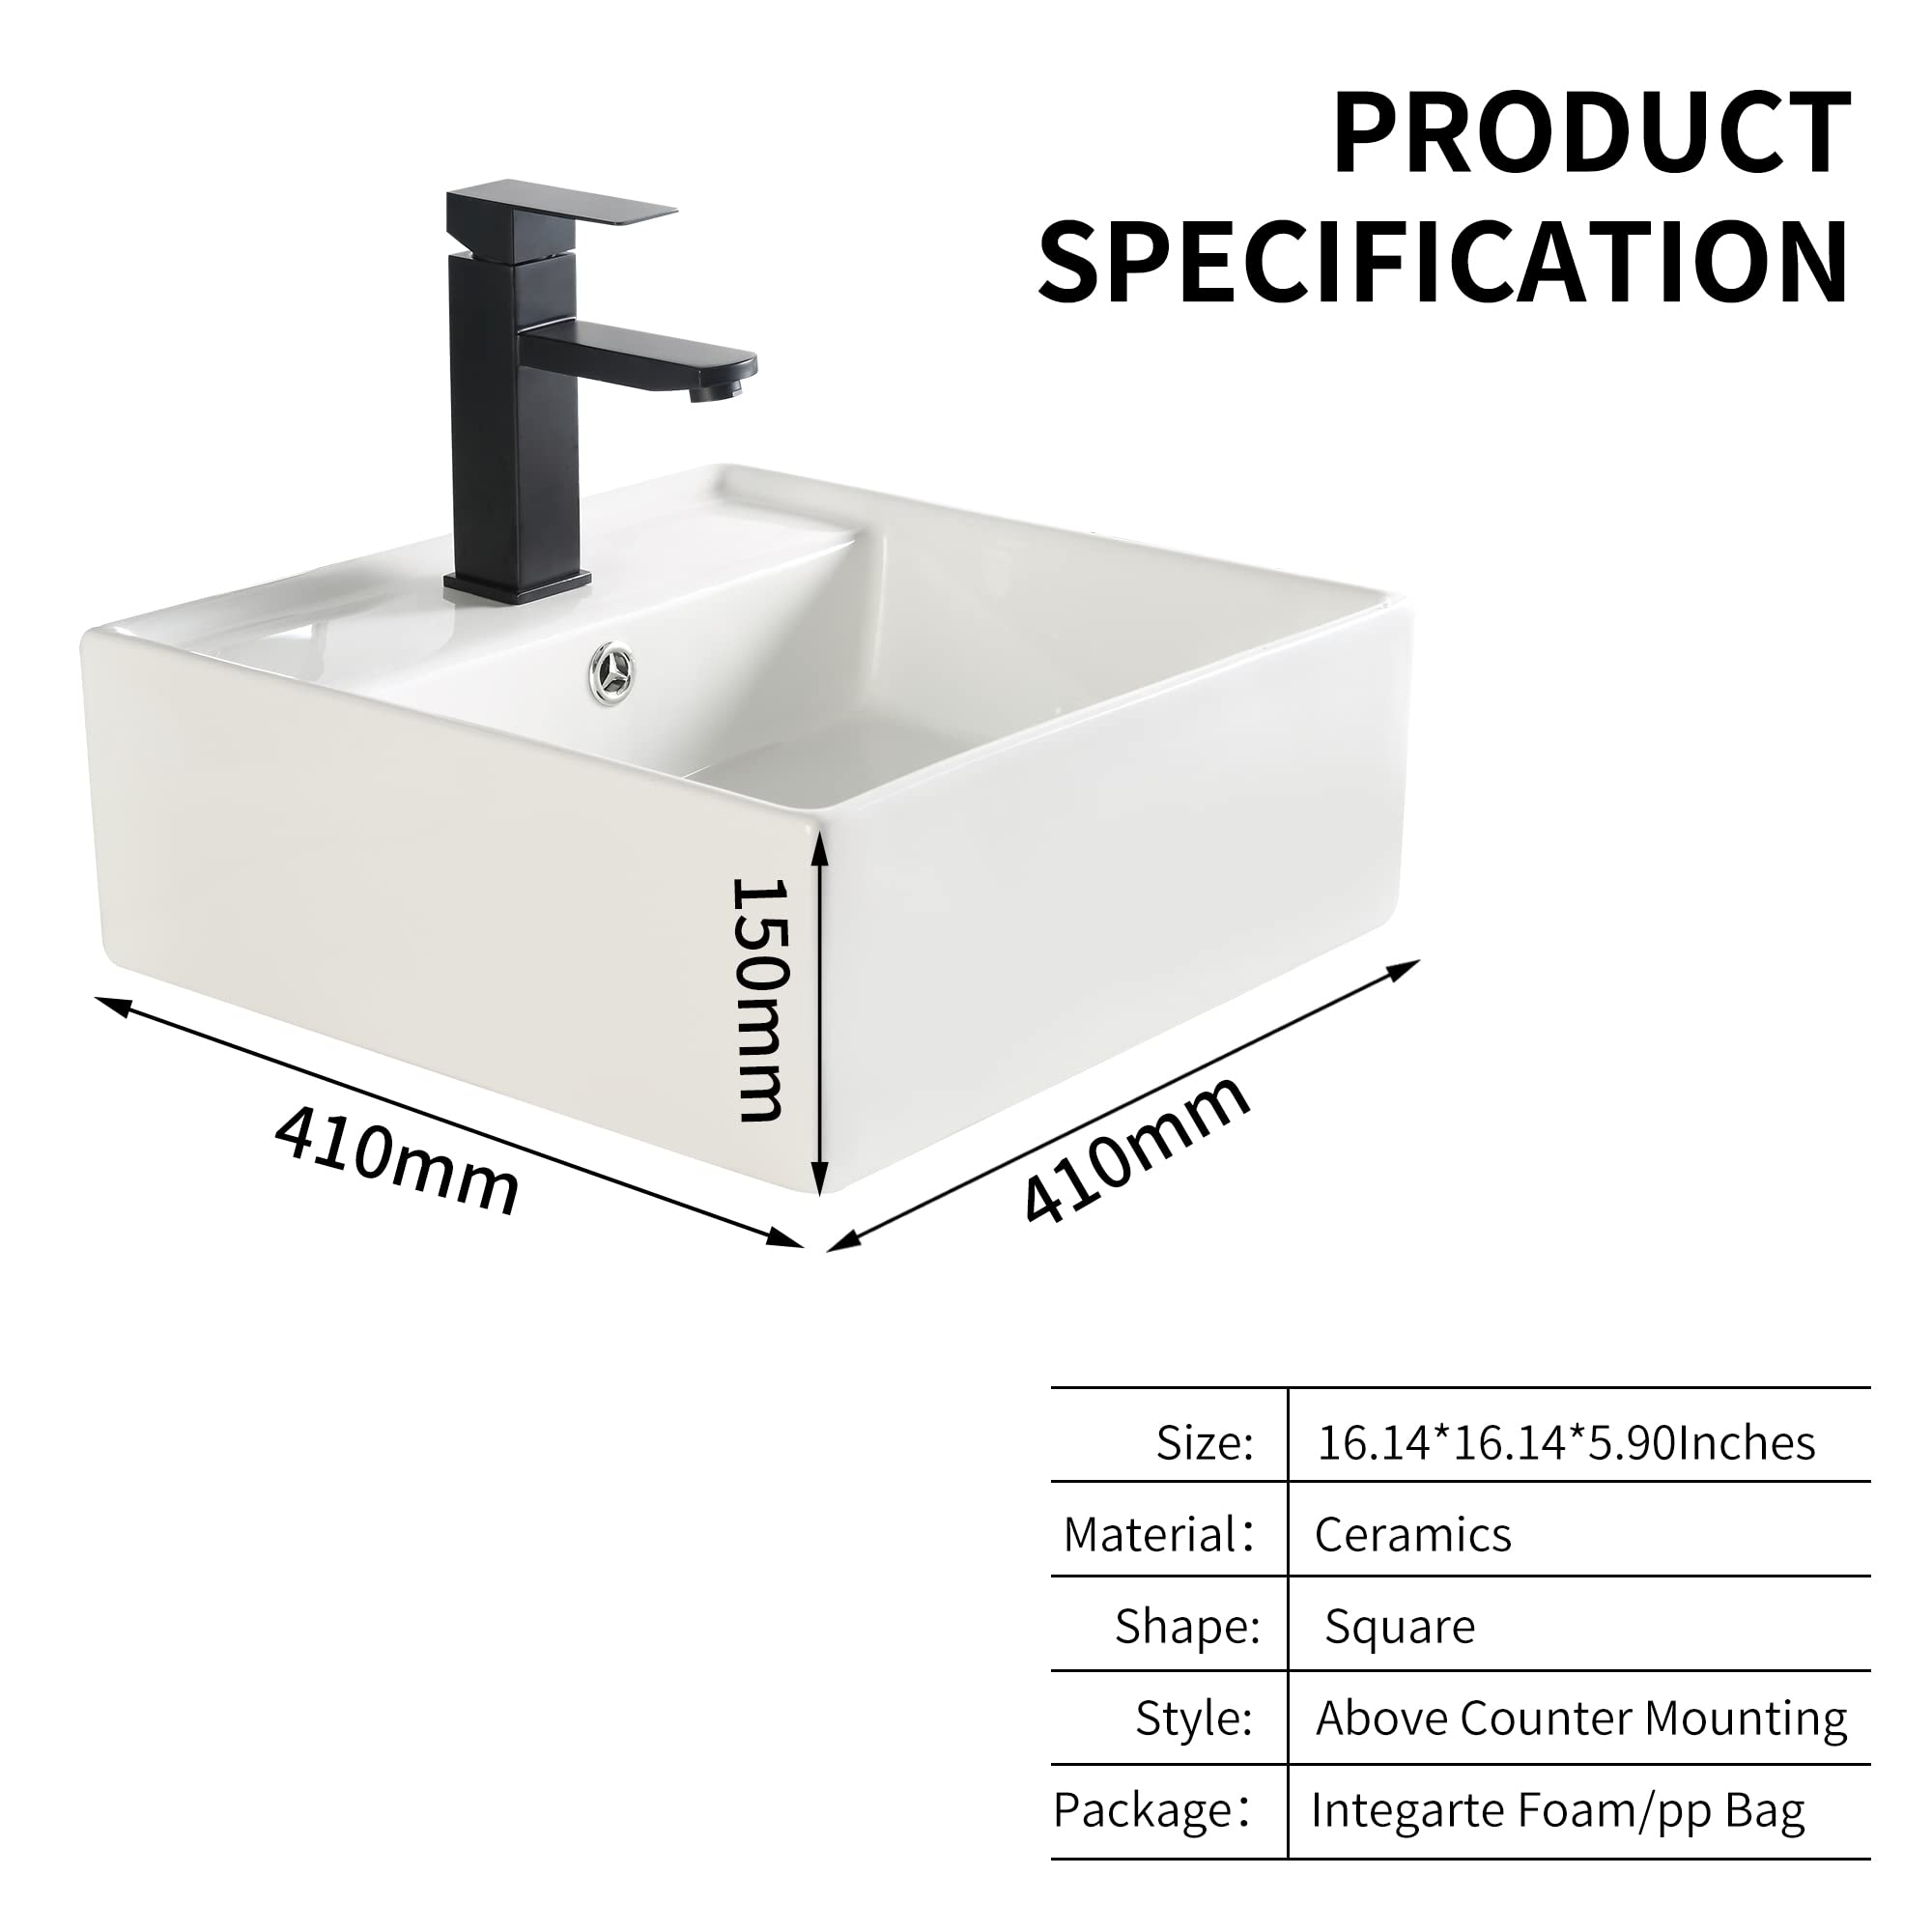 PRODUCT
SPECIFICATION
150mm
410mm
410mm
Size: 16.14*16.14*5.90Inches
Material： Ceramics
Shape: Square
Style: Above Counter Mounting
Package： Integarte Foam/pp Bag